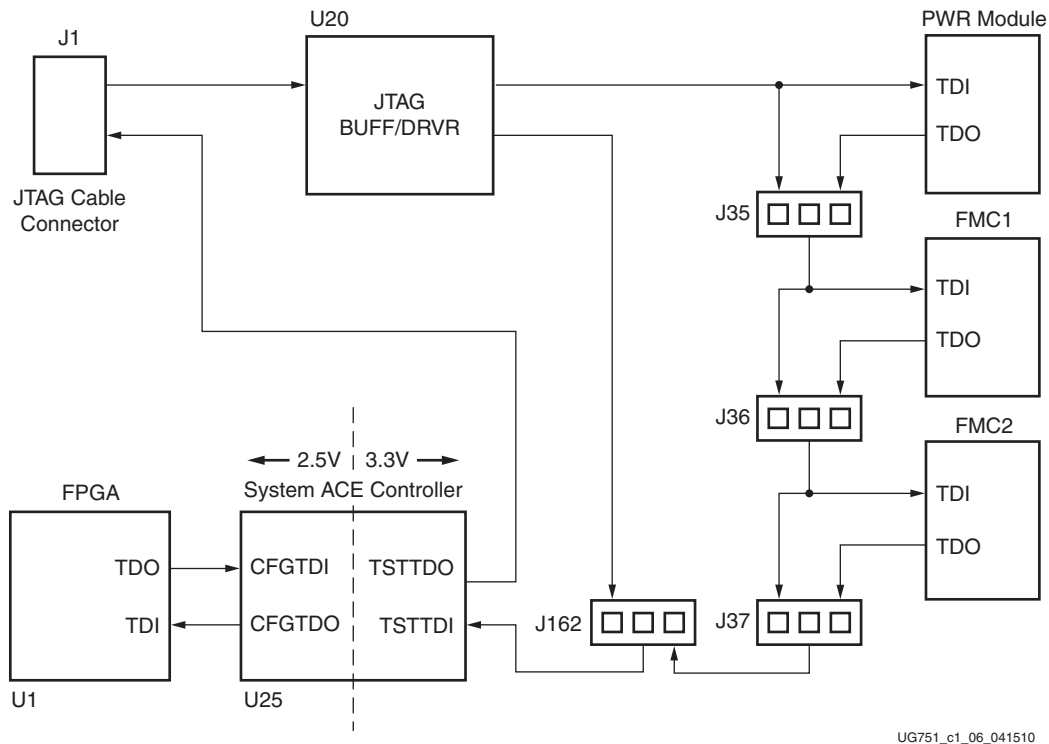 U20
PWR Module
J1
JTAG
BUFF/DRVR
TDI
TDO
JTAG Cable
Connector
J35
FMC1
TDI
TDO
J36
FMC2
2.5V
3.3V
System ACE Controller
FPGA
TDI
TDO
TDO
CFGTDI
TSTTDO
TDI
CFGTDO
TSTTDI
J162
J37
U1
U25
UG751_c1_06_041510